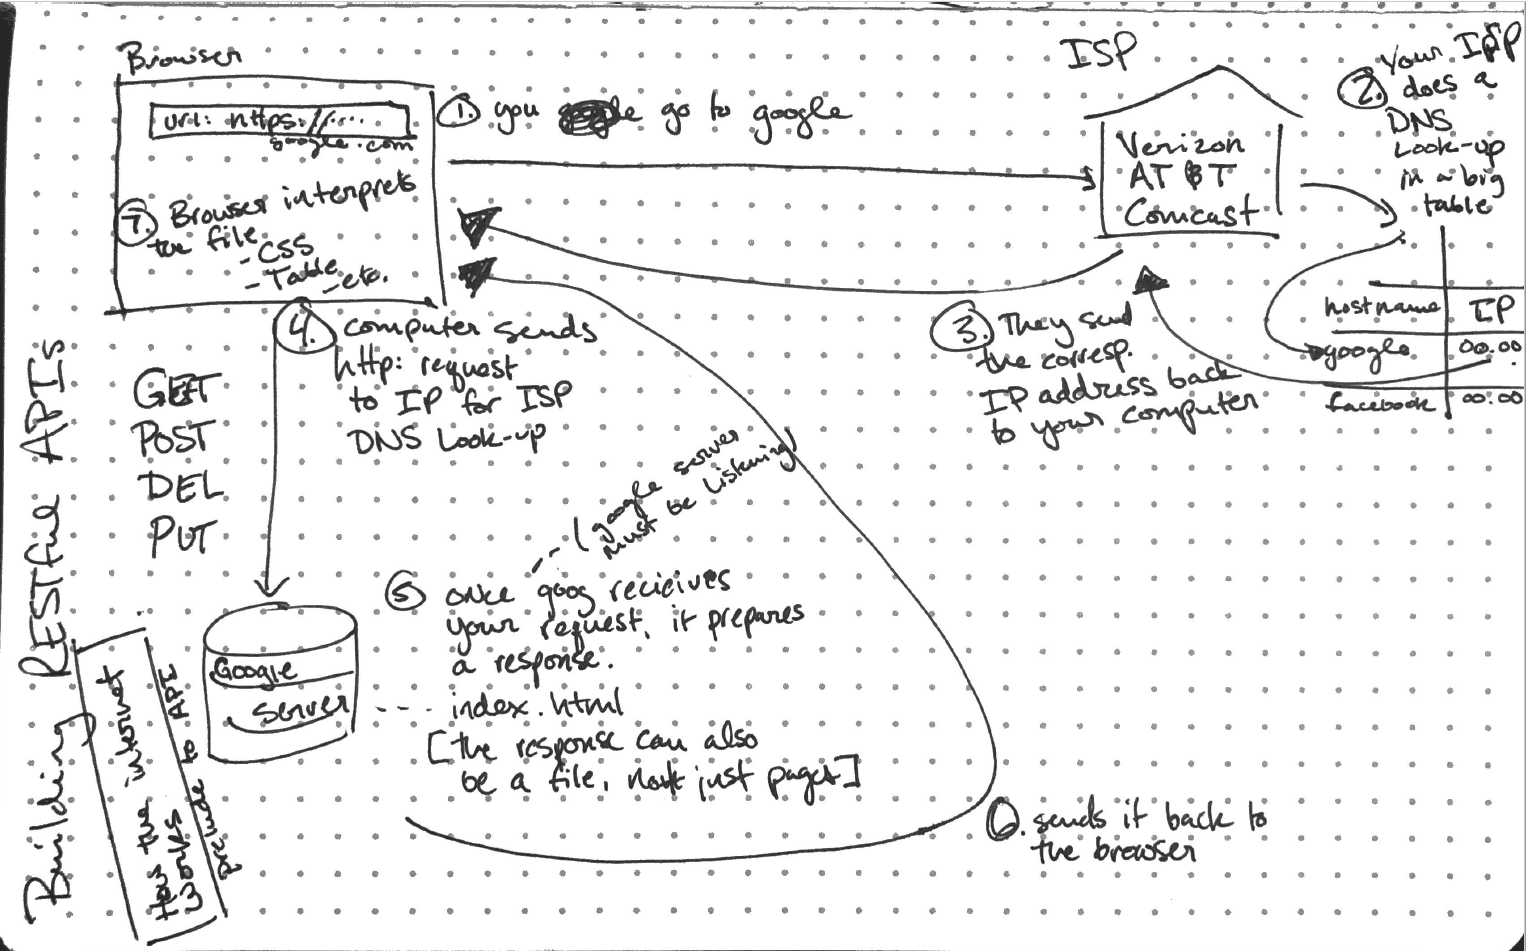 Browser
url: https://....
google.com
1. you go to google
ISP
Verizon
AT&T
Comcast
2. Your ISP
does a
DNS
Look-up
in a big
table
hostname IP
google 00.00
facebook 00.00
3. They send
the corresp.
IP address back
to your computer
7. Browser interprets
the file
- CSS
- Table
- etc.
4. computer sends
http: request
to IP for ISP
DNS Look-up
GET
POST
DEL
PUT
(google server
must be listening)
5 once goog recieives
your request, it prepares
a response.
index.html
[the response can also
be a file, not just pages]
Google
Server
6. sends it back to
the browser
Building RESTful APIs
How the internet
works
prelude to API